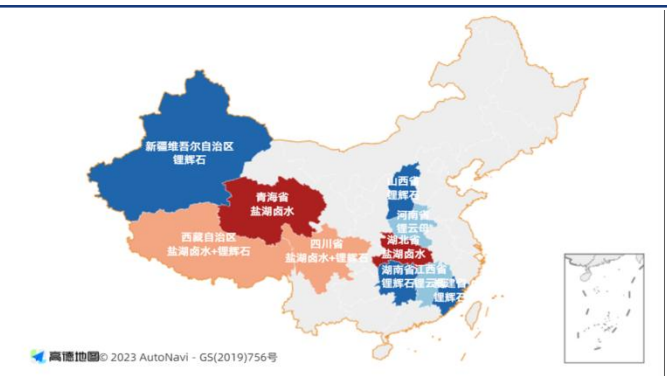 新疆维吾尔自治区
锂辉石
青海省
盐湖卤水
西藏自治区
盐湖卤水+锂辉石
四川省
盐湖卤水+锂辉石
山西省
锂辉石
河南省
锂云母
湖北省
盐湖卤水
湖南省
锂辉石
江西省
锂云
建省
锂辉石
高德地图© 2023 AutoNavi - GS(2019)756号